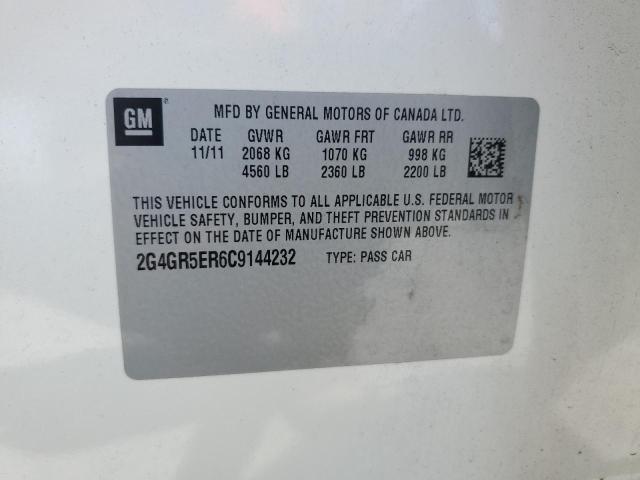 GM
MFD BY GENERAL MOTORS OF CANADA LTD.
DATE GVWR GAWR FRT GAWR RR
11/11 2068 KG 1070 KG 998 KG
4560 LB 2360 LB 2200 LB
THIS VEHICLE CONFORMS TO ALL APPLICABLE U.S. FEDERAL MOTOR
VEHICLE SAFETY, BUMPER, AND THEFT PREVENTION STANDARDS IN
EFFECT ON THE DATE OF MANUFACTURE SHOWN ABOVE.
2G4GR5ER6C9144232 TYPE: PASS CAR